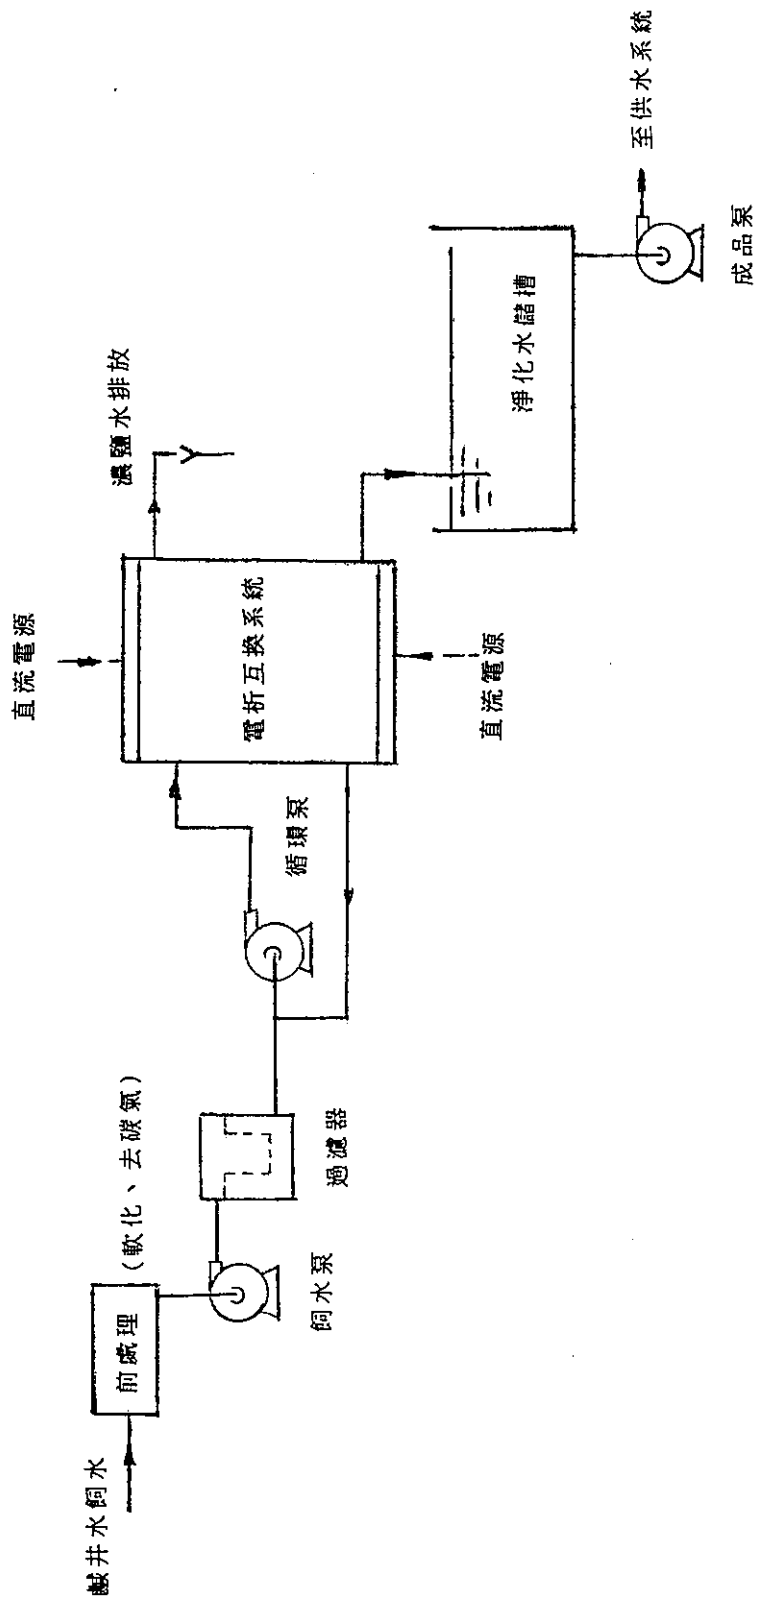 鹹井水飼水
前處理
(軟化、去碳氣)
飼水泵
過濾器
循環泵
直流電源
電析互換系統
直流電源
濃鹽水排放
淨化水儲槽
成品泵
至供水系統